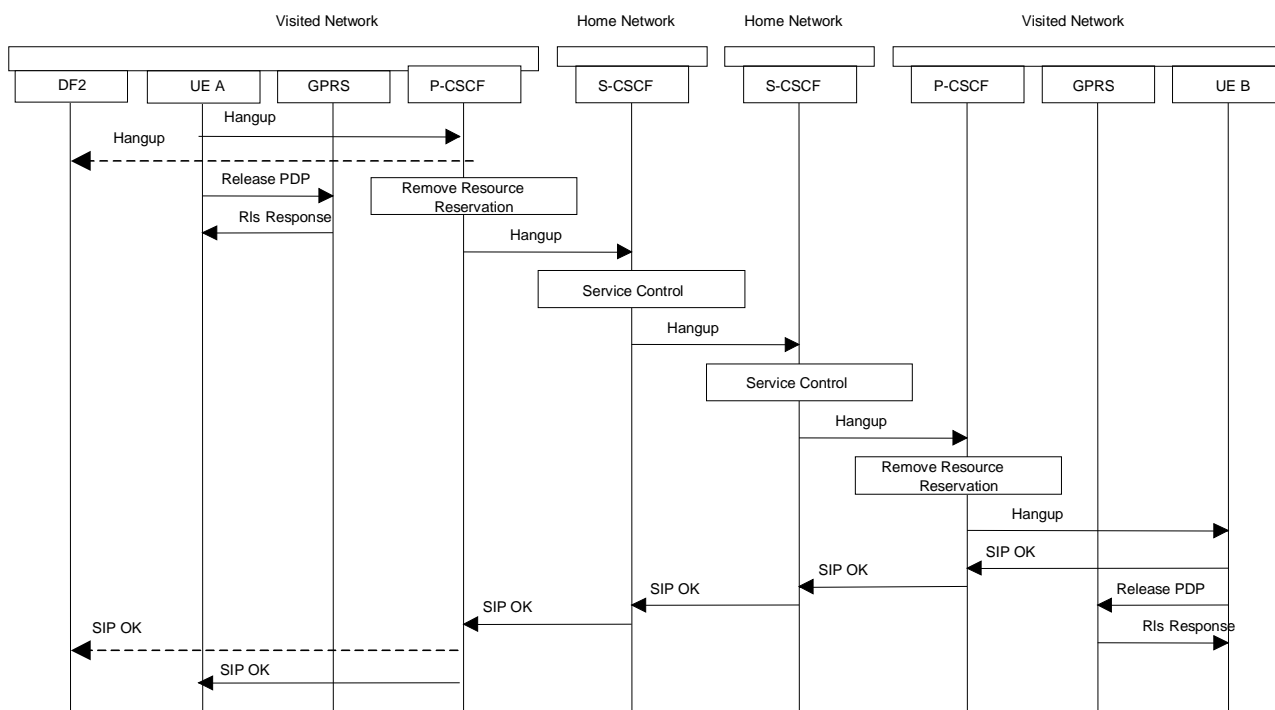 Visited Network
Home Network
Home Network
Visited Network
DF2
UE A
GPRS
P-CSCF
S-CSCF
S-CSCF
P-CSCF
GPRS
UE B
Hangup
Hangup
Release PDP
Remove Resource
Reservation
Rls Response
Hangup
Service Control
Hangup
Service Control
Hangup
Remove Resource
Reservation
Hangup
SIP OK
SIP OK
SIP OK
Release PDP
SIP OK
SIP OK
Rls Response
SIP OK